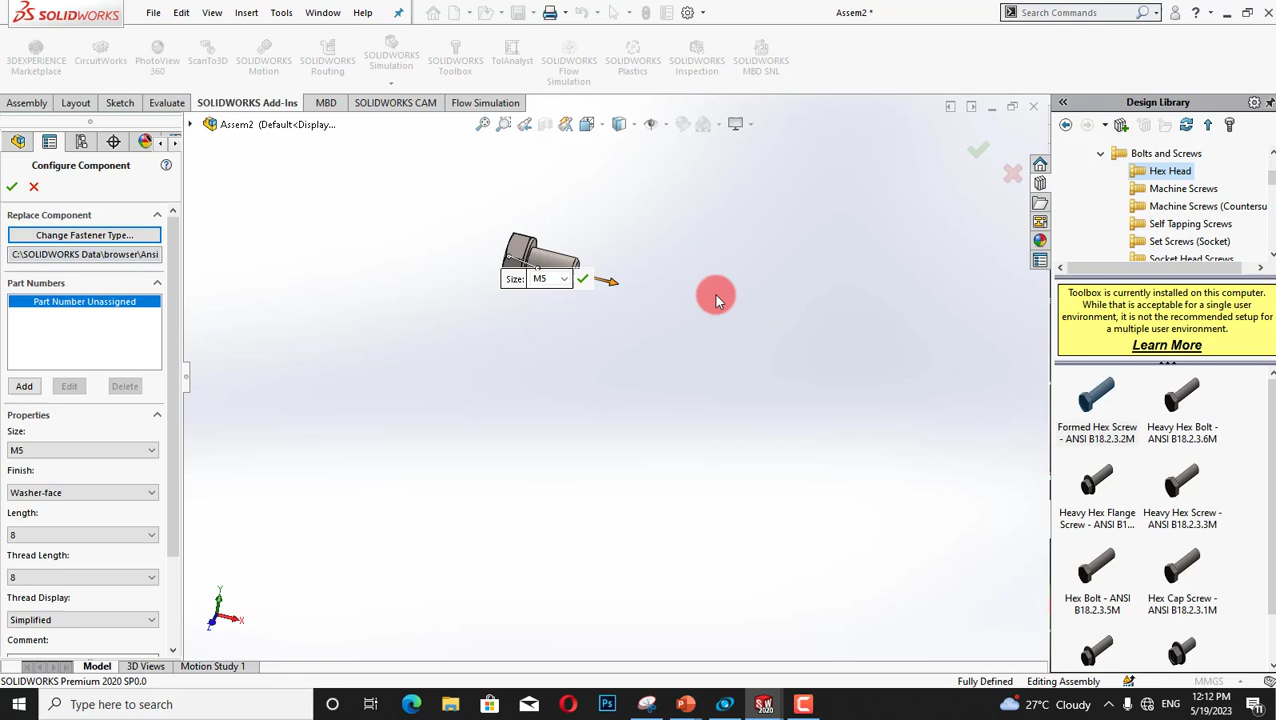 SOLIDWORKS
File Edit View Insert Tools Window Help
Assem2 *
Search Commands
3DEXPERIENCE Marketplace
CircuitWorks
PhotoView 360
ScanTo3D
SOLIDWORKS Motion
SOLIDWORKS Routing
SOLIDWORKS Simulation
SOLIDWORKS Toolbox
TolAnalyst
SOLIDWORKS Flow Simulation
SOLIDWORKS Plastics
SOLIDWORKS Inspection
SOLIDWORKS MBD SNL
Assembly Layout Sketch Evaluate SOLIDWORKS Add-Ins MBD SOLIDWORKS CAM Flow Simulation
Assem2 (Default<Display...
Configure Component
Replace Component
Change Fastener Type...
C:\SOLIDWORKS Data\browser\Ansi
Part Numbers
Part Number Unassigned
Add Edit Delete
Properties
Size:
M5
Finish:
Washer-face
Length:
8
Thread Length:
8
Thread Display:
Simplified
Comment:
Size: M5
Y
X
Z
Design Library
Bolts and Screws
Hex Head
Machine Screws
Machine Screws (Countersu
Self Tapping Screws
Set Screws (Socket)
Socket Head Screws
Toolbox is currently installed on this computer.
While that is acceptable for a single user
environment, it is not the recommended setup for
a multiple user environment.
Learn More
Formed Hex Screw
- ANSI B18.2.3.2M
Heavy Hex Bolt -
ANSI B18.2.3.6M
Heavy Hex Flange
Screw - ANSI B1...
Heavy Hex Screw -
ANSI B18.2.3.3M
Hex Bolt - ANSI
B18.2.3.5M
Hex Cap Screw -
ANSI B18.2.3.1M
Model 3D Views Motion Study 1
SOLIDWORKS Premium 2020 SP0.0
Fully Defined Editing Assembly MMGS
Type here to search
Ps
SW
2020
27°C Cloudy
12:12 PM
5/19/2023